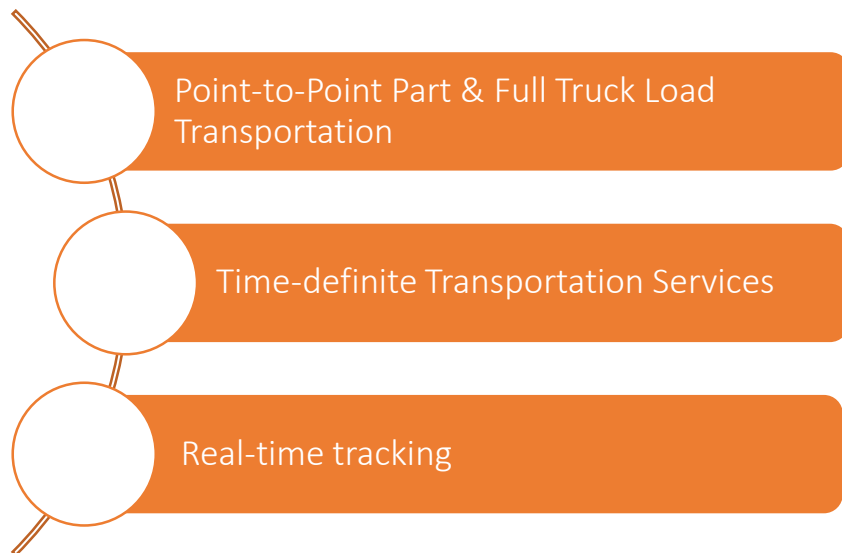 Point-to-Point Part & Full Truck Load
Transportation
Time-definite Transportation Services
Real-time tracking